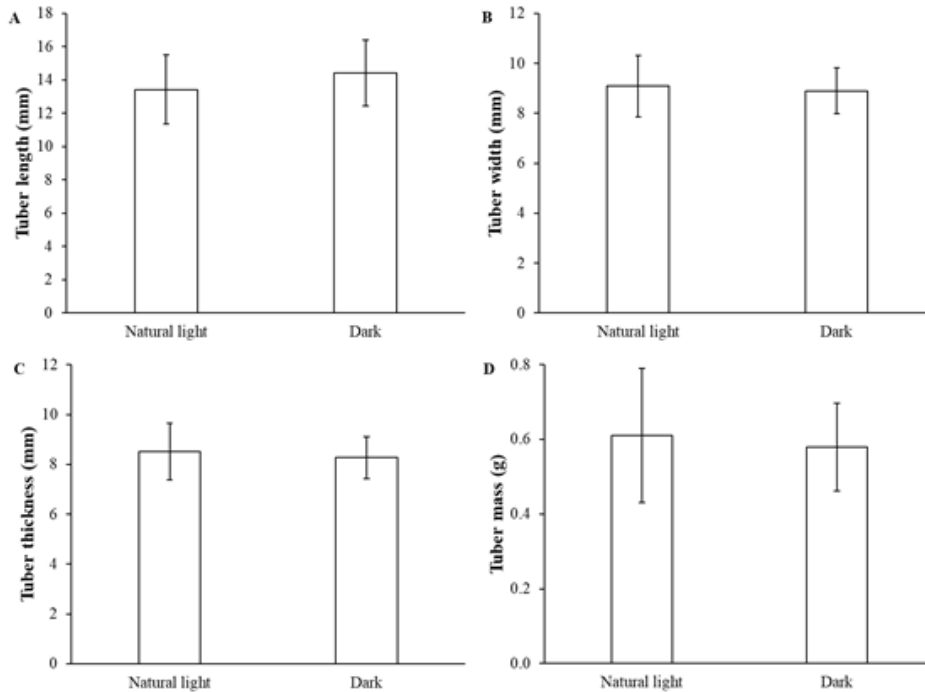 A
Tuber length (mm)
18
16
14
12
10
8
6
4
2
0
Natural light
Dark
B
Tuber width (mm)
12
10
8
6
4
2
0
Natural light
Dark
C
Tuber thickness (mm)
12
10
8
6
4
2
0
Natural light
Dark
D
Tuber mass (g)
0.8
0.6
0.4
0.2
0.0
Natural light
Dark